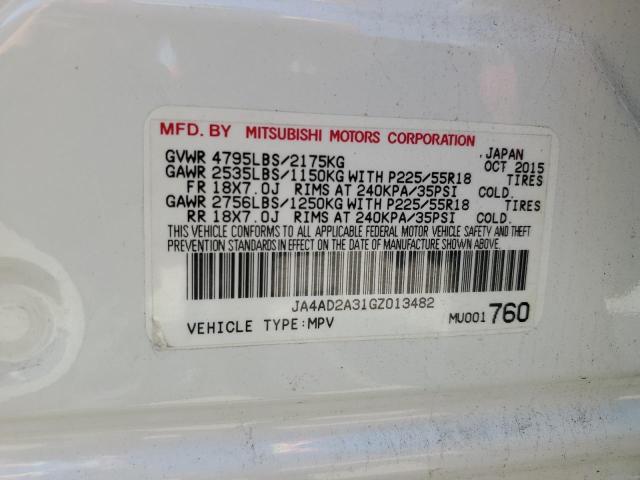 MFD. BY MITSUBISHI MOTORS CORPORATION
GVWR 4795LBS/2175KG JAPAN OCT 2015
GAWR 2535LBS/1150KG WITH P225/55R18 TIRES
FR 18X7.0J RIMS AT 240KPA/35PSI COLD.
GAWR 2756LBS/1250KG WITH P225/55R18 TIRES
RR 18X7.0J RIMS AT 240KPA/35PSI COLD.
THIS VEHICLE CONFORMS TO ALL APPLICABLE FEDERAL MOTOR VEHICLE SAFETY AND THEFT
PREVENTION STANDARDS IN EFFECT ON THE DATE OF MANUFACTURE SHOWN ABOVE.
JA4AD2A31GZ013482
VEHICLE TYPE:MPV MU001 760